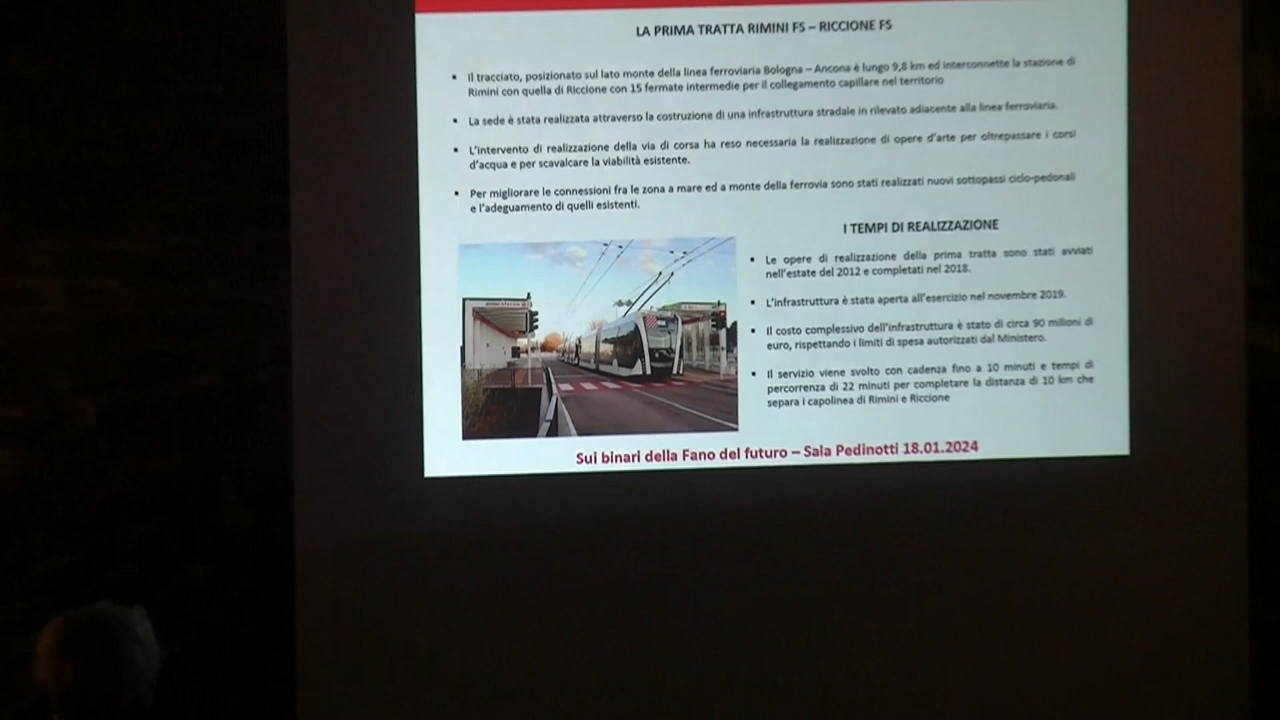 LA PRIMA TRATTA RIMINI FS – RICCIONE FS
▪ Il tracciato, posizionato sul lato monte della linea ferroviaria Bologna – Ancona è lungo 9,8 km ed interconnette la stazione di
Rimini con quella di Riccione con 15 fermate intermedie per il collegamento capillare nel territorio
▪ La sede è stata realizzata attraverso la costruzione di una infrastruttura stradale in rilevato adiacente alla linea ferroviaria.
▪ L'intervento di realizzazione della via di corsa ha reso necessaria la realizzazione di opere d'arte per oltrepassare i corsi
d'acqua e per scavalcare la viabilità esistente.
▪ Per migliorare le connessioni fra le zona a mare ed a monte della ferrovia sono stati realizzati nuovi sottopassi ciclo-pedonali
e l'adeguamento di quelli esistenti.
I TEMPI DI REALIZZAZIONE
▪ Le opere di realizzazione della prima tratta sono stati avviati
nell'estate del 2012 e completati nel 2018.
▪ L'infrastruttura è stata aperta all'esercizio nel novembre 2019.
▪ Il costo complessivo dell'infrastruttura è stato di circa 90 milioni di
euro, rispettando i limiti di spesa autorizzati dal Ministero.
▪ Il servizio viene svolto con cadenza fino a 10 minuti e tempi di
percorrenza di 22 minuti per completare la distanza di 10 km che
separa i capolinea di Rimini e Riccione
Sui binari della Fano del futuro – Sala Pedinotti 18.01.2024